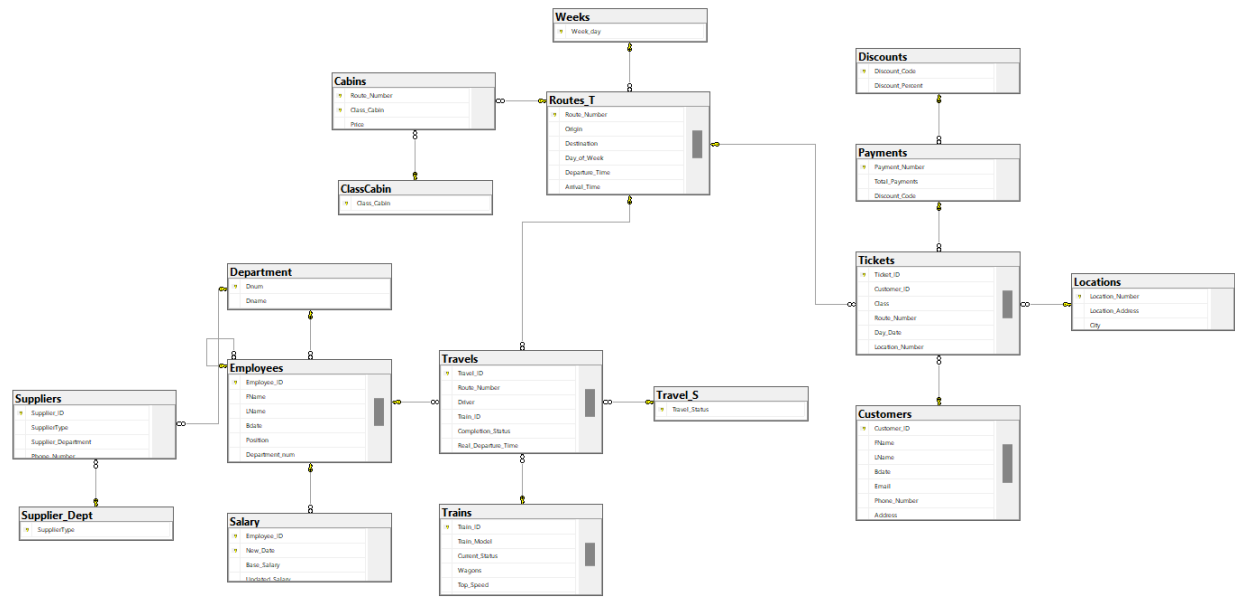 Weeks
Week_day
Cabins
Route_Number
Class_Cabin
Price
Routes_T
Route_Number
Origin
Destination
Day_of_Week
Departure_Time
Arrival_Time
Discounts
Discount_Code
Discount_Percent
Payments
Payment_Number
Total_Payments
Discount_Code
ClassCabin
Class_Cabin
Tickets
Ticket_ID
Customer_ID
Class
Route_Number
Day_Date
Location_Number
Locations
Location_Number
Location_Address
City
Department
Dnum
Dname
Employees
Employee_ID
FName
LName
Bdate
Position
Department_num
Travels
Travel_ID
Route_Number
Driver
Train_ID
Completion_Status
Real_Departure_Time
Travel_S
Travel_Status
Suppliers
Supplier_ID
SupplierType
Supplier_Department
Phone_Number
Customers
Customer_ID
FName
LName
Bdate
Email
Phone_Number
Address
Supplier_Dept
SupplierType
Salary
Employee_ID
New_Date
Base_Salary
Updated_Salary
Trains
Train_ID
Train_Model
Current_Status
Wagons
Top_Speed